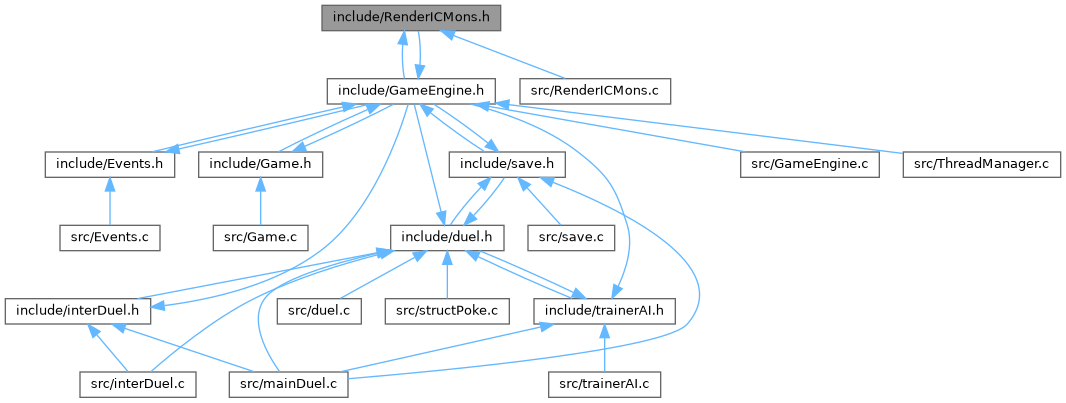 include/RenderICMons.h
include/GameEngine.h
src/RenderICMons.c
include/Events.h
include/Game.h
include/save.h
src/GameEngine.c
src/ThreadManager.c
src/Events.c
src/Game.c
include/duel.h
src/save.c
include/interDuel.h
src/duel.c
src/structPoke.c
include/trainerAI.h
src/interDuel.c
src/mainDuel.c
src/trainerAI.c